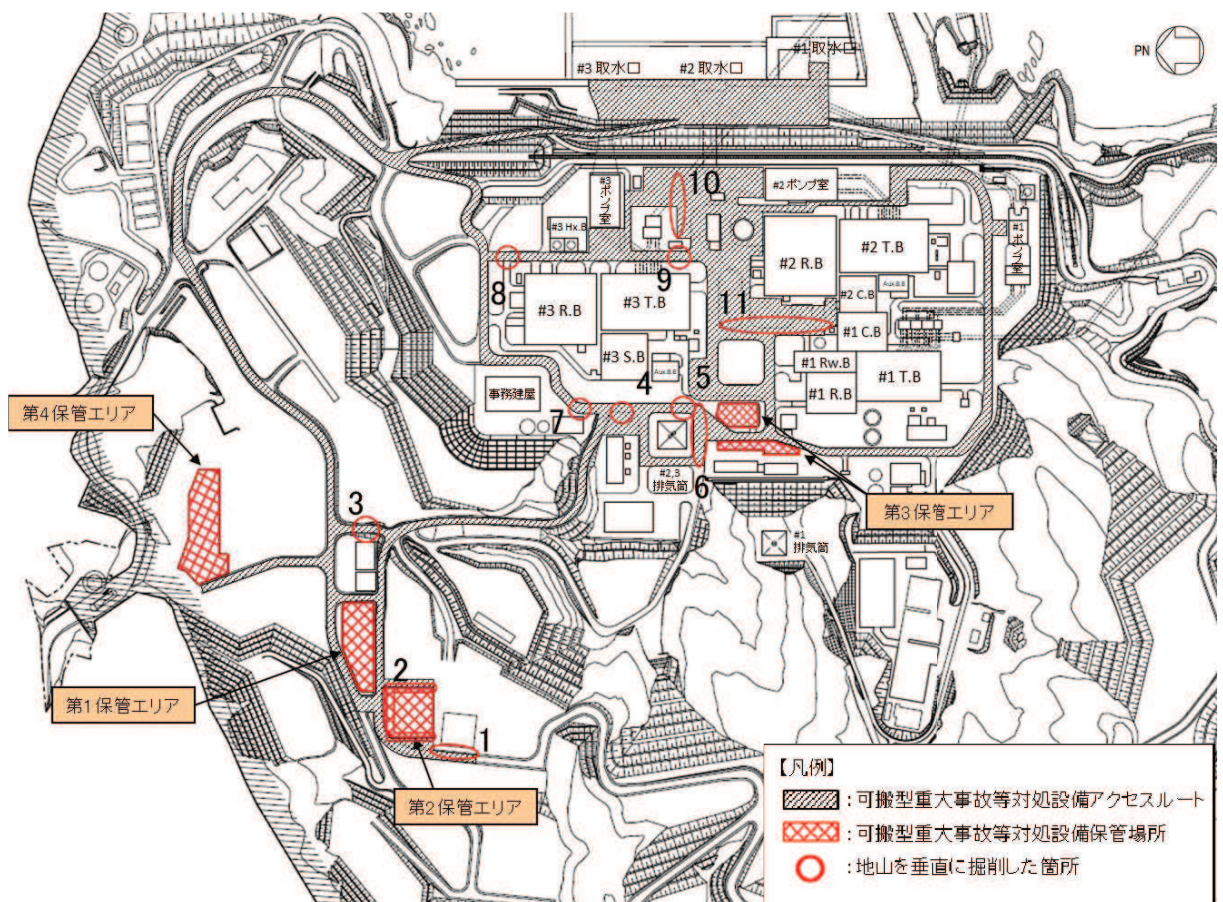 #1 取水口
PN
#3 取水口
#2 取水口
10
#3ポンプ室
#2 ポンプ室
#1ポンプ室
#3 Hx.B
8
9
#2 R.B
#2 T.B
#3 R.B
#3 T.B
11
#2 C.B
#1 C.B
#3 S.B
4
5
#1 Rw.B
#1 R.B
#1 T.B
事務建屋
7
第4保管エリア
#2,3
排気筒
6
3
第3保管エリア
#1
排気筒
2
第1保管エリア
1
第2保管エリア
【凡例】
:可搬型重大事故等対処設備アクセスルート
:可搬型重大事故等対処設備保管場所
:地山を垂直に掘削した箇所